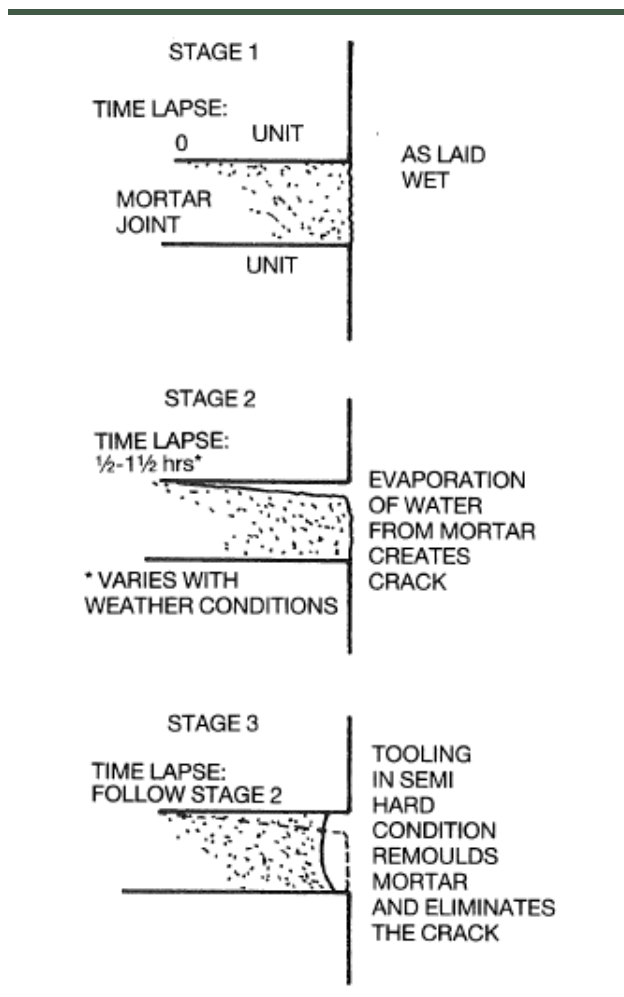 STAGE 1
TIME LAPSE:
0
UNIT
AS LAID
WET
MORTAR
JOINT
UNIT
STAGE 2
TIME LAPSE:
½-1½ hrs*
EVAPORATION
OF WATER
FROM MORTAR
CREATES
CRACK
* VARIES WITH
WEATHER CONDITIONS
STAGE 3
TIME LAPSE:
FOLLOW STAGE 2
TOOLING
IN SEMI
HARD
CONDITION
REMOULDS
MORTAR
AND ELIMINATES
THE CRACK